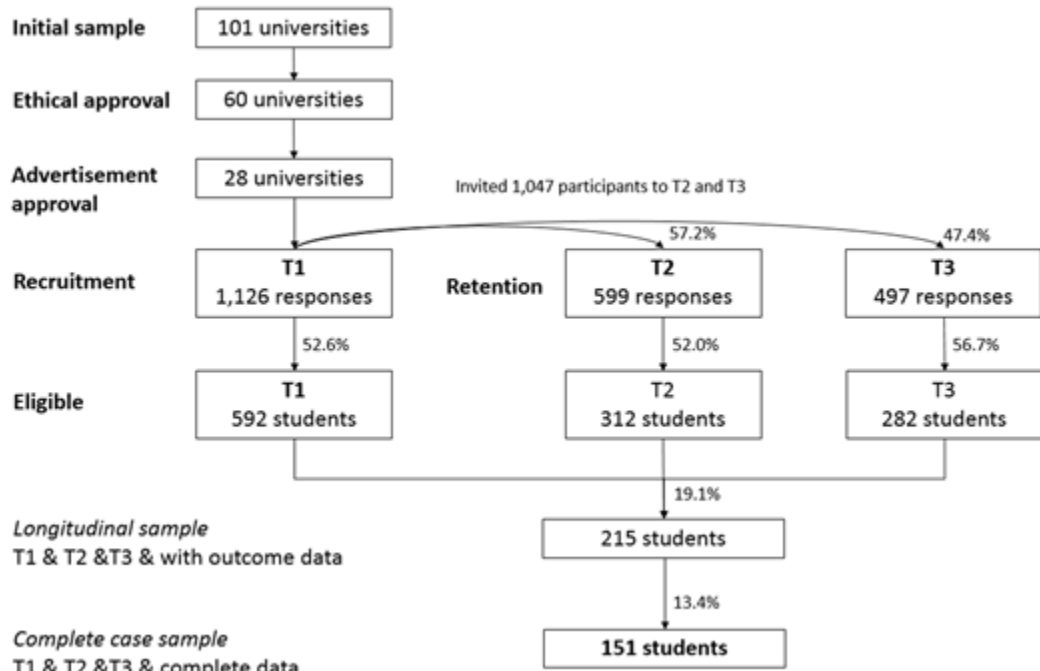 Initial sample
101 universities
Ethical approval
60 universities
Advertisement
approval
28 universities
Invited 1,047 participants to T2 and T3
57.2%
47.4%
Recruitment
T1
1,126 responses
Retention
T2
599 responses
T3
497 responses
52.6%
52.0%
56.7%
Eligible
T1
592 students
T2
312 students
T3
282 students
19.1%
Longitudinal sample
T1 & T2 &T3 & with outcome data
215 students
13.4%
Complete case sample
T1 & T2 &T3 & complete data
151 students